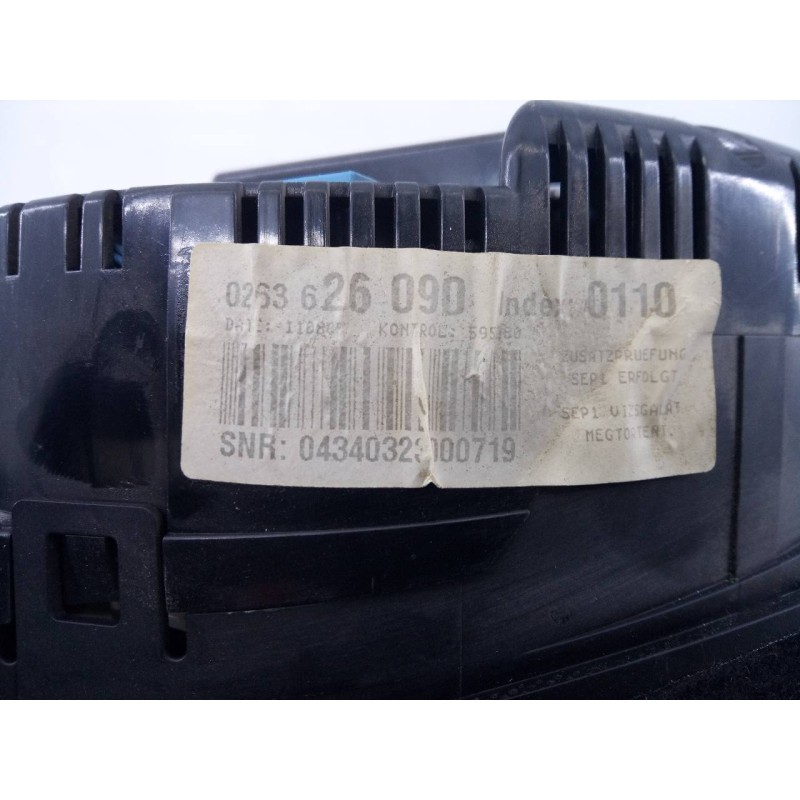 0263 626 09D Index: 0110
KONTROL:
ZUSATZPRUEFUNG
SEP1 ERFOLGT
SEP1 VIZSGALAT
MEGTORTENT.
SNR: 04340323000719